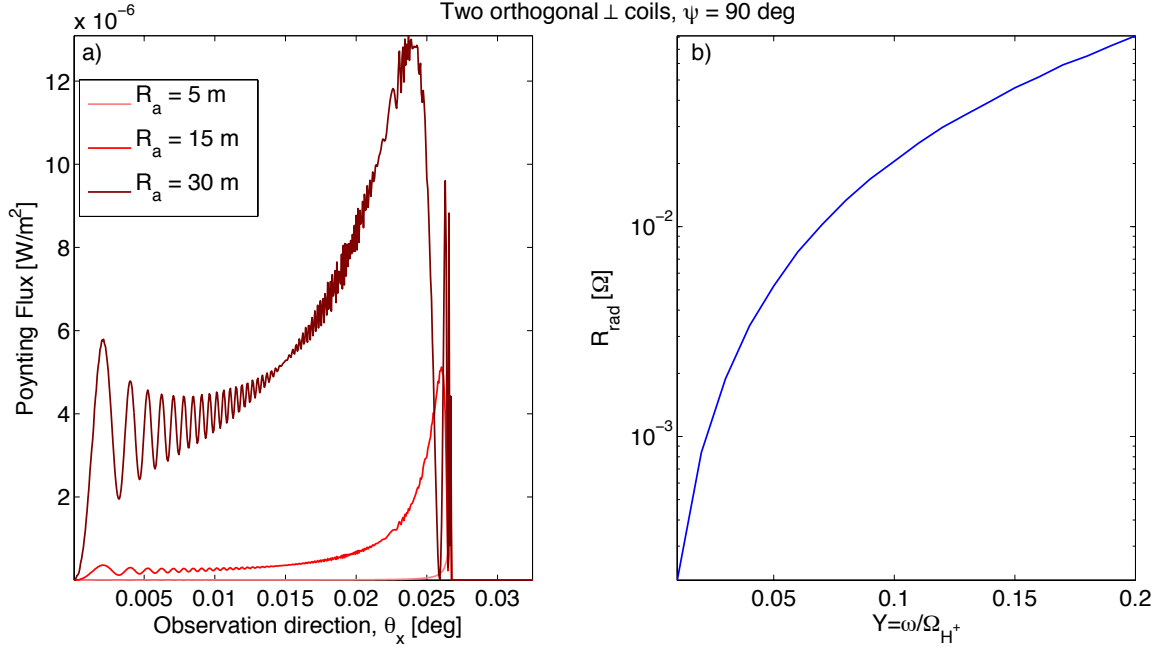 Two orthogonal ⊥ coils, ψ = 90 deg
x 10⁻⁶
a)
R_a = 5 m
R_a = 15 m
R_a = 30 m
12
10
8
6
4
2
Poynting Flux [W/m²]
0.005 0.01 0.015 0.02 0.025 0.03
Observation direction, θ_x [deg]
b)
10⁻²
10⁻³
R_rad [Ω]
0.05 0.1 0.15 0.2
Y=ω/Ω_H⁺